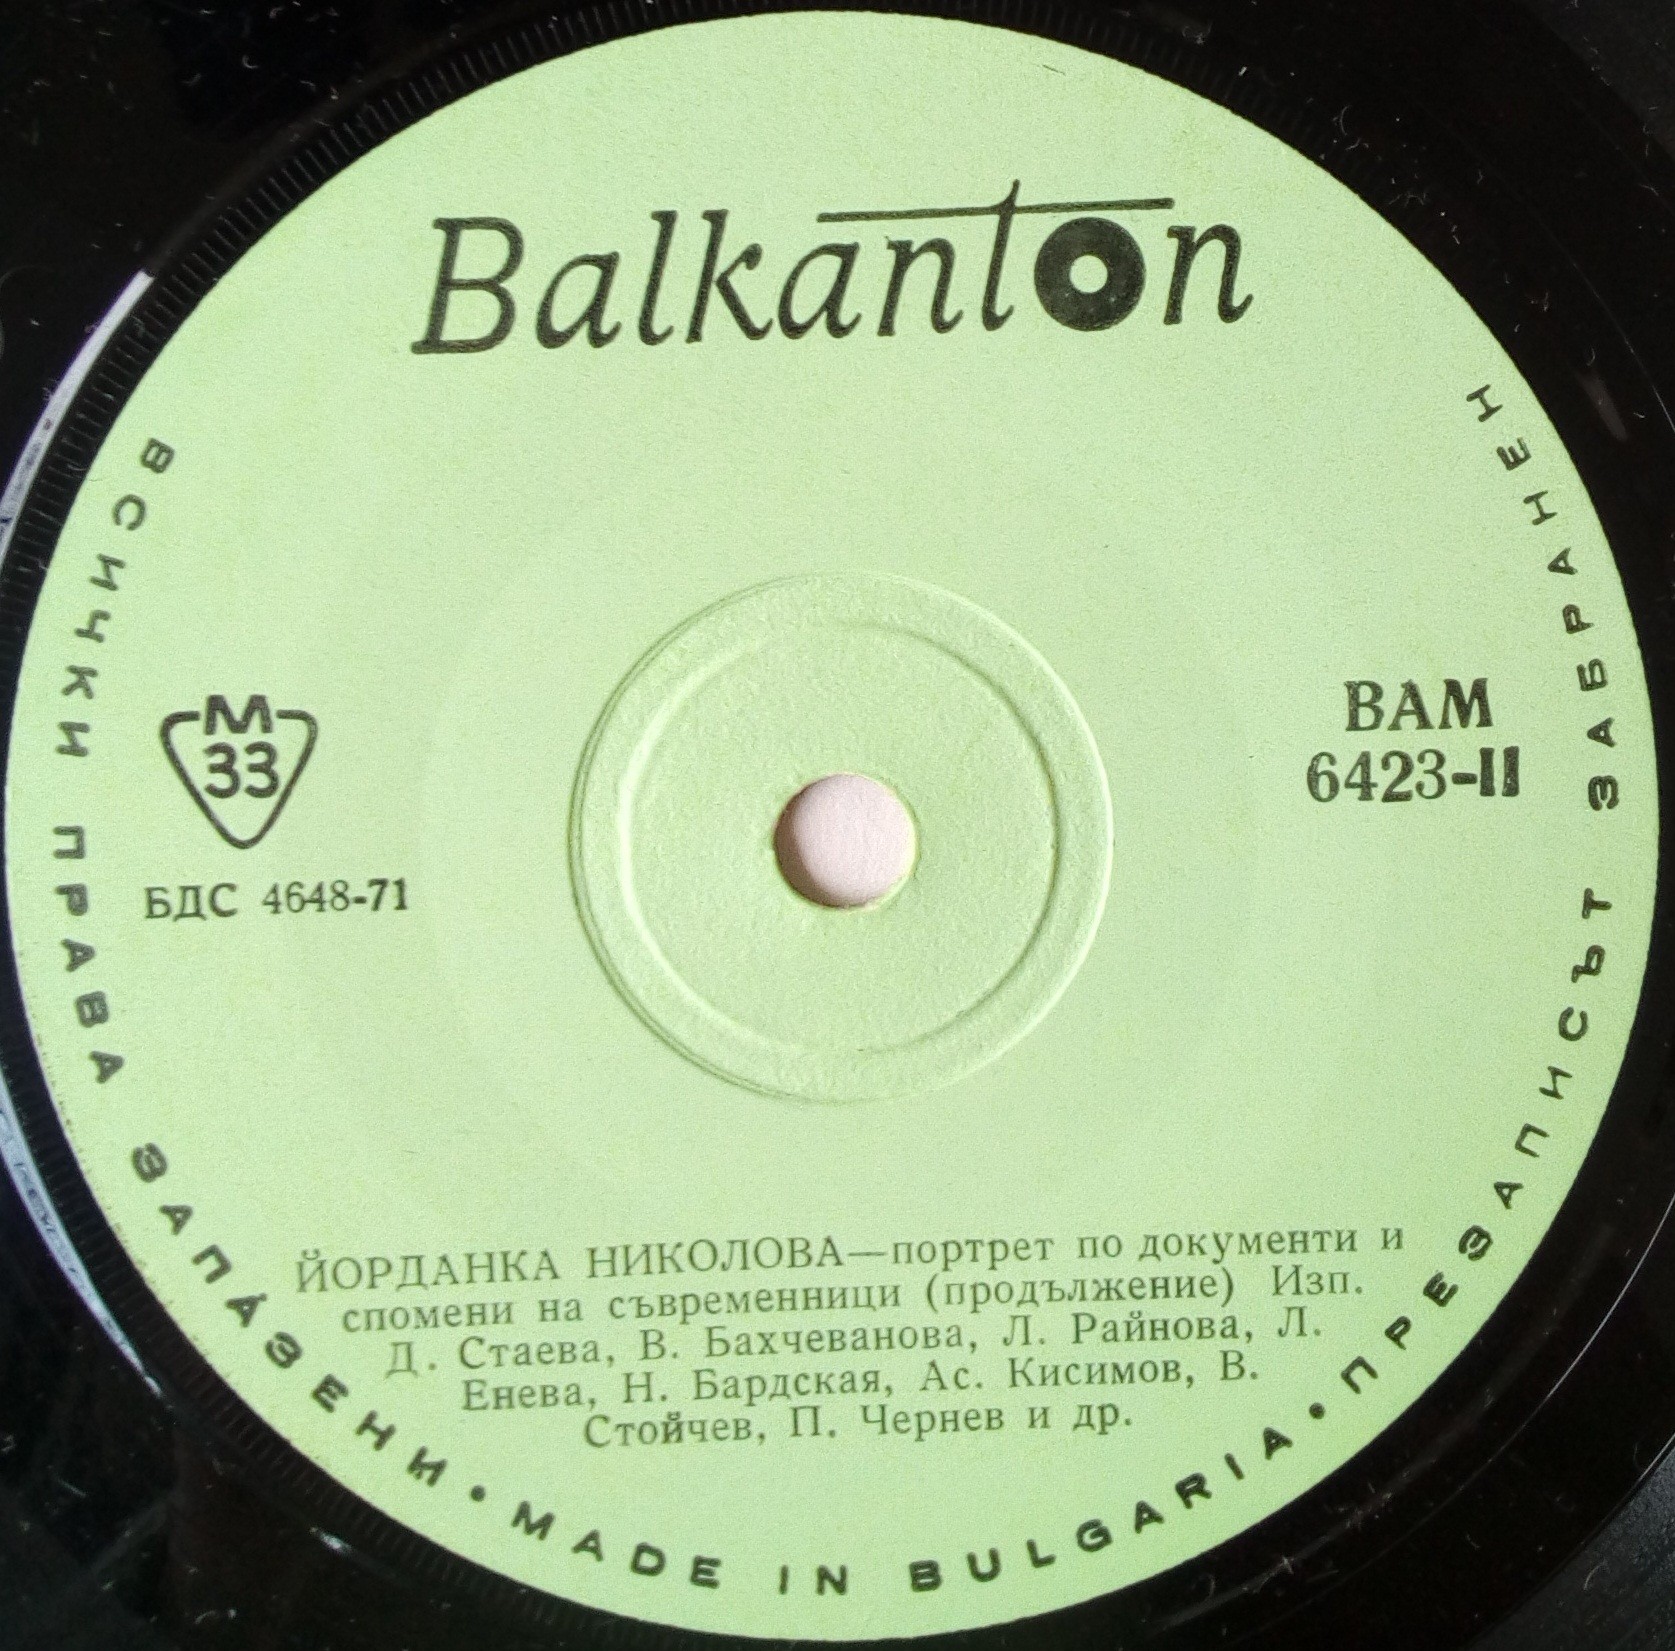 Balkanton
М
33
БДС 4648-71
ВАМ
6423-II
ЙОРДАНКА НИКОЛОВА—портрет по документи и
спомени на съвременници (продължение) Изп.
Д. Стаева, В. Бахчеванова, Л. Райнова, Л.
Енева, Н. Бардская, Ас. Кисимов, В.
Стойчев, П. Чернев и др.
ВСИЧКИ ПРАВА ЗАПАЗЕНИ • MADE IN BULGARIA • ПРЕЗАПИСЪТ ЗАБРАНЕН